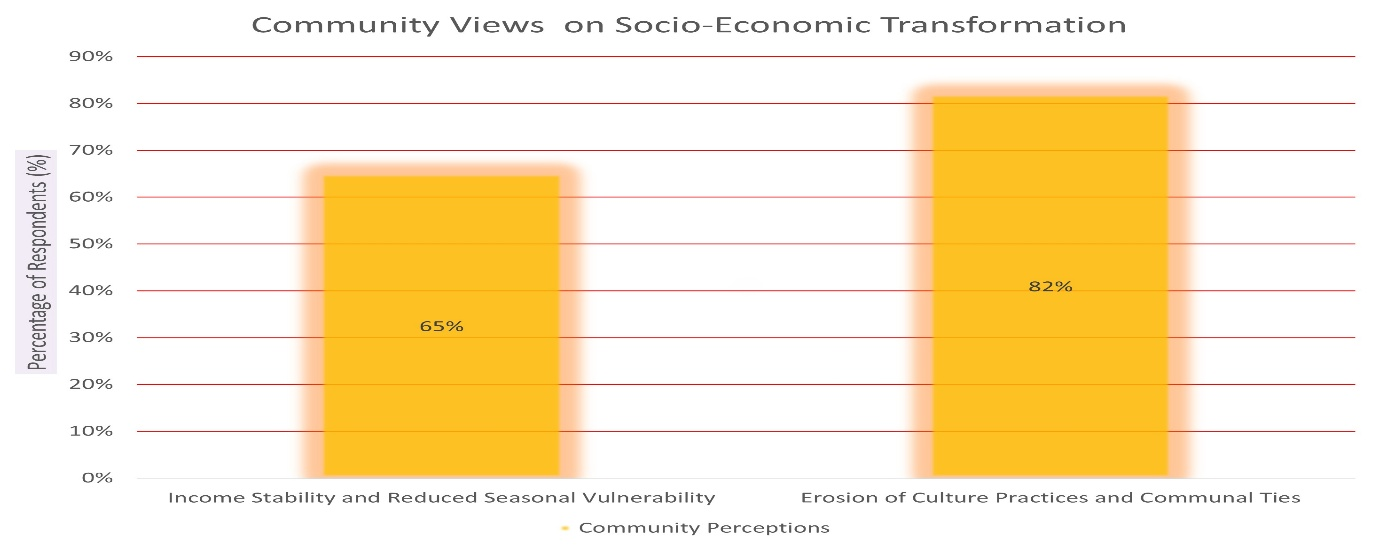 Community Views on Socio-Economic Transformation
Percentage of Respondents (%)
90%
80%
70%
60%
50%
40%
30%
20%
10%
0%
65%
82%
Income Stability and Reduced Seasonal Vulnerability
Erosion of Culture Practices and Communal Ties
Community Perceptions